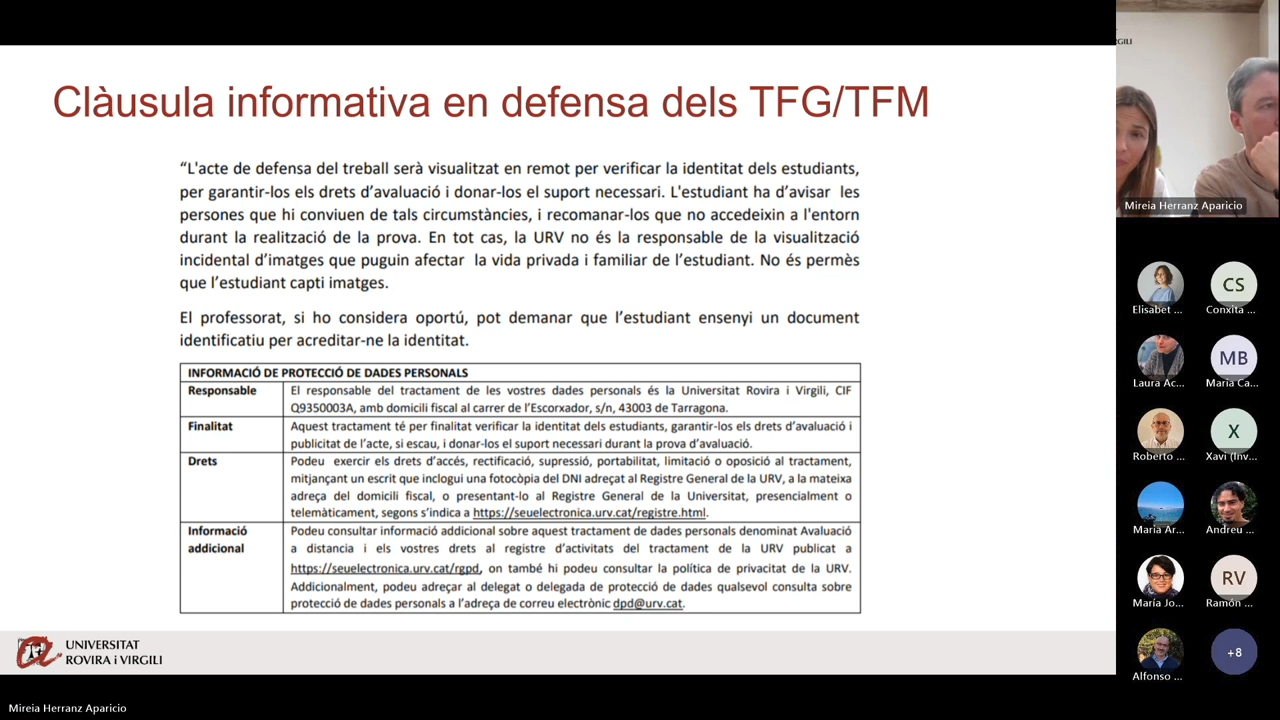 Clàusula informativa en defensa dels TFG/TFM
“L'acte de defensa del treball serà visualitzat en remot per verificar la identitat dels estudiants,
per garantir-los els drets d’avaluació i donar-los el suport necessari. L'estudiant ha d’avisar les
persones que hi conviuen de tals circumstàncies, i recomanar-los que no accedeixin a l'entorn
durant la realització de la prova. En tot cas, la URV no és la responsable de la visualització
incidental d’imatges que puguin afectar la vida privada i familiar de l’estudiant. No és permès
que l’estudiant capti imatges.
El professorat, si ho considera oportú, pot demanar que l’estudiant ensenyi un document
identificatiu per acreditar-ne la identitat.
INFORMACIÓ DE PROTECCIÓ DE DADES PERSONALS
Responsable
El responsable del tractament de les vostres dades personals és la Universitat Rovira i Virgili, CIF
Q9350003A, amb domicili fiscal al carrer de l’Escorxador, s/n, 43003 de Tarragona.
Finalitat
Aquest tractament té per finalitat verificar la identitat dels estudiants, garantir-los els drets d’avaluació i
publicitat de l’acte, si escau, i donar-los el suport necessari durant la prova d’avaluació.
Drets
Podeu exercir els drets d’accés, rectificació, supressió, portabilitat, limitació o oposició al tractament,
mitjançant un escrit que inclogui una fotocòpia del DNI adreçat al Registre General de la URV, a la mateixa
adreça del domicili fiscal, o presentant-lo al Registre General de la Universitat, presencialment o
telemàticament, segons s’indica a https://seuelectronica.urv.cat/registre.html.
Informació
addicional
Podeu consultar informació addicional sobre aquest tractament de dades personals denominat Avaluació
a distancia i els vostres drets al registre d’activitats del tractament de la URV publicat a
https://seuelectronica.urv.cat/rgpd, on també hi podeu consultar la política de privacitat de la URV.
Addicionalment, podeu adreçar al delegat o delegada de protecció de dades qualsevol consulta sobre
protecció de dades personals a l’adreça de correu electrònic dpd@urv.cat.
UNIVERSITAT
ROVIRA i VIRGILI
Mireia Herranz Aparicio
Mireia Herranz Aparicio
Elisabet ...
CS
Conxita ...
Laura Ac...
MB
Maria Ca...
Roberto ...
X
Xavi (Inv...
Maria Ar...
Andreu ...
María Jo...
RV
Ramón ...
Alfonso ...
+8